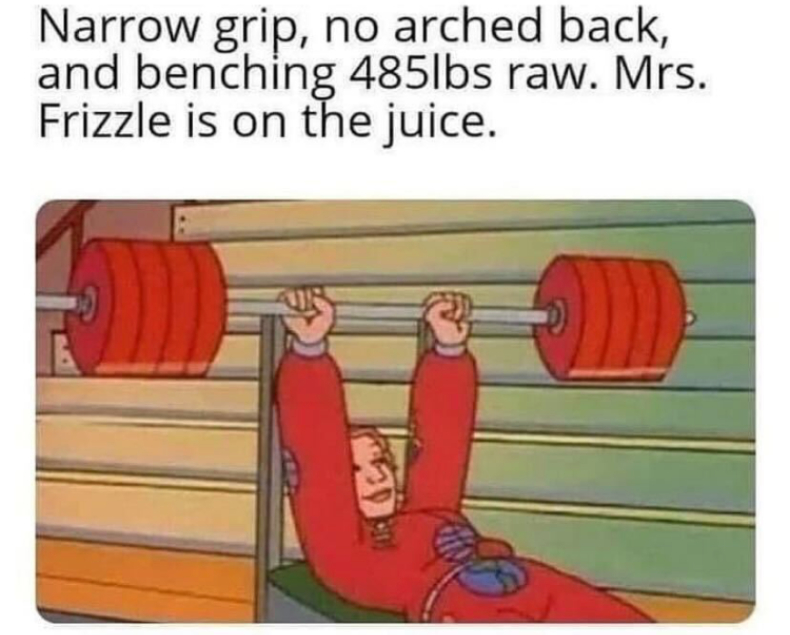 Narrow grip, no arched back,
and benching 485lbs raw. Mrs.
Frizzle is on the juice.